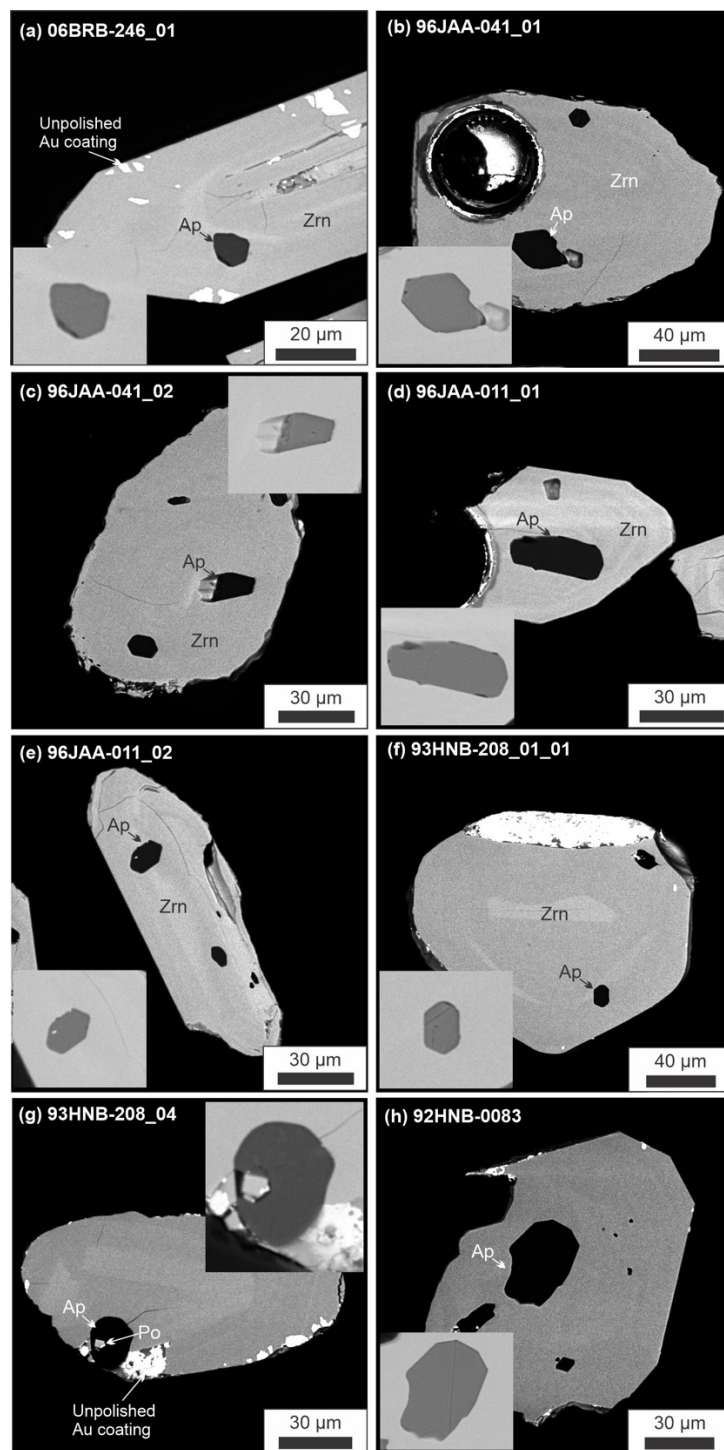 (a) 06BRB-246_01
Unpolished
Au coating
Ap
Zrn
20 µm
(b) 96JAA-041_01
Zrn
Ap
40 µm
(c) 96JAA-041_02
Ap
Zrn
30 µm
(d) 96JAA-011_01
Ap
Zrn
30 µm
(e) 96JAA-011_02
Ap
Zrn
30 µm
(f) 93HNB-208_01_01
Zrn
Ap
40 µm
(g) 93HNB-208_04
Ap
Po
Unpolished
Au coating
30 µm
(h) 92HNB-0083
Ap
30 µm